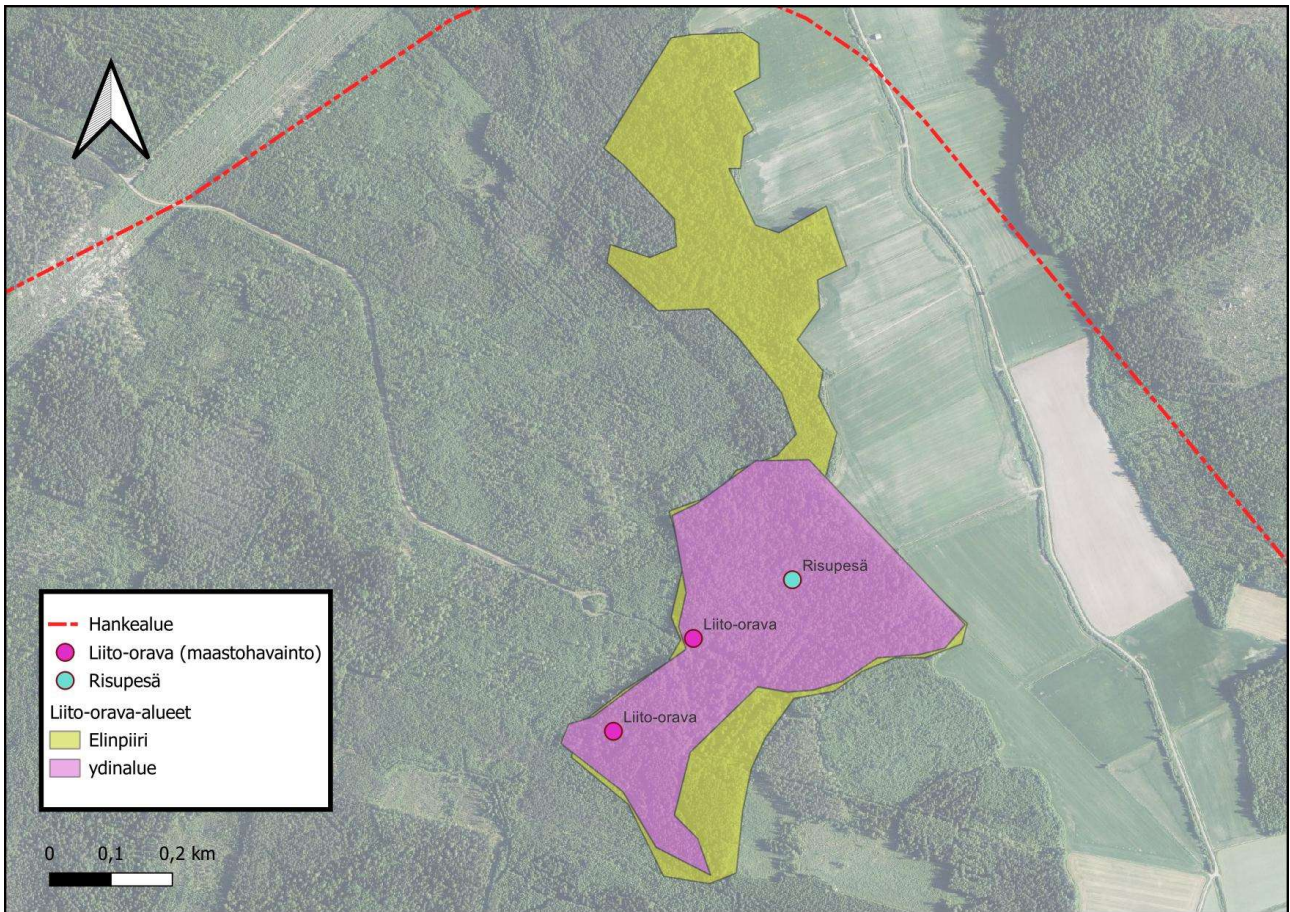 Risupesä
Liito-orava
Liito-orava
Hankealue
Liito-orava (maastohavainto)
Risupesä
Liito-orava-alueet
Elinpiiri
ydinalue
0 0,1 0,2 km